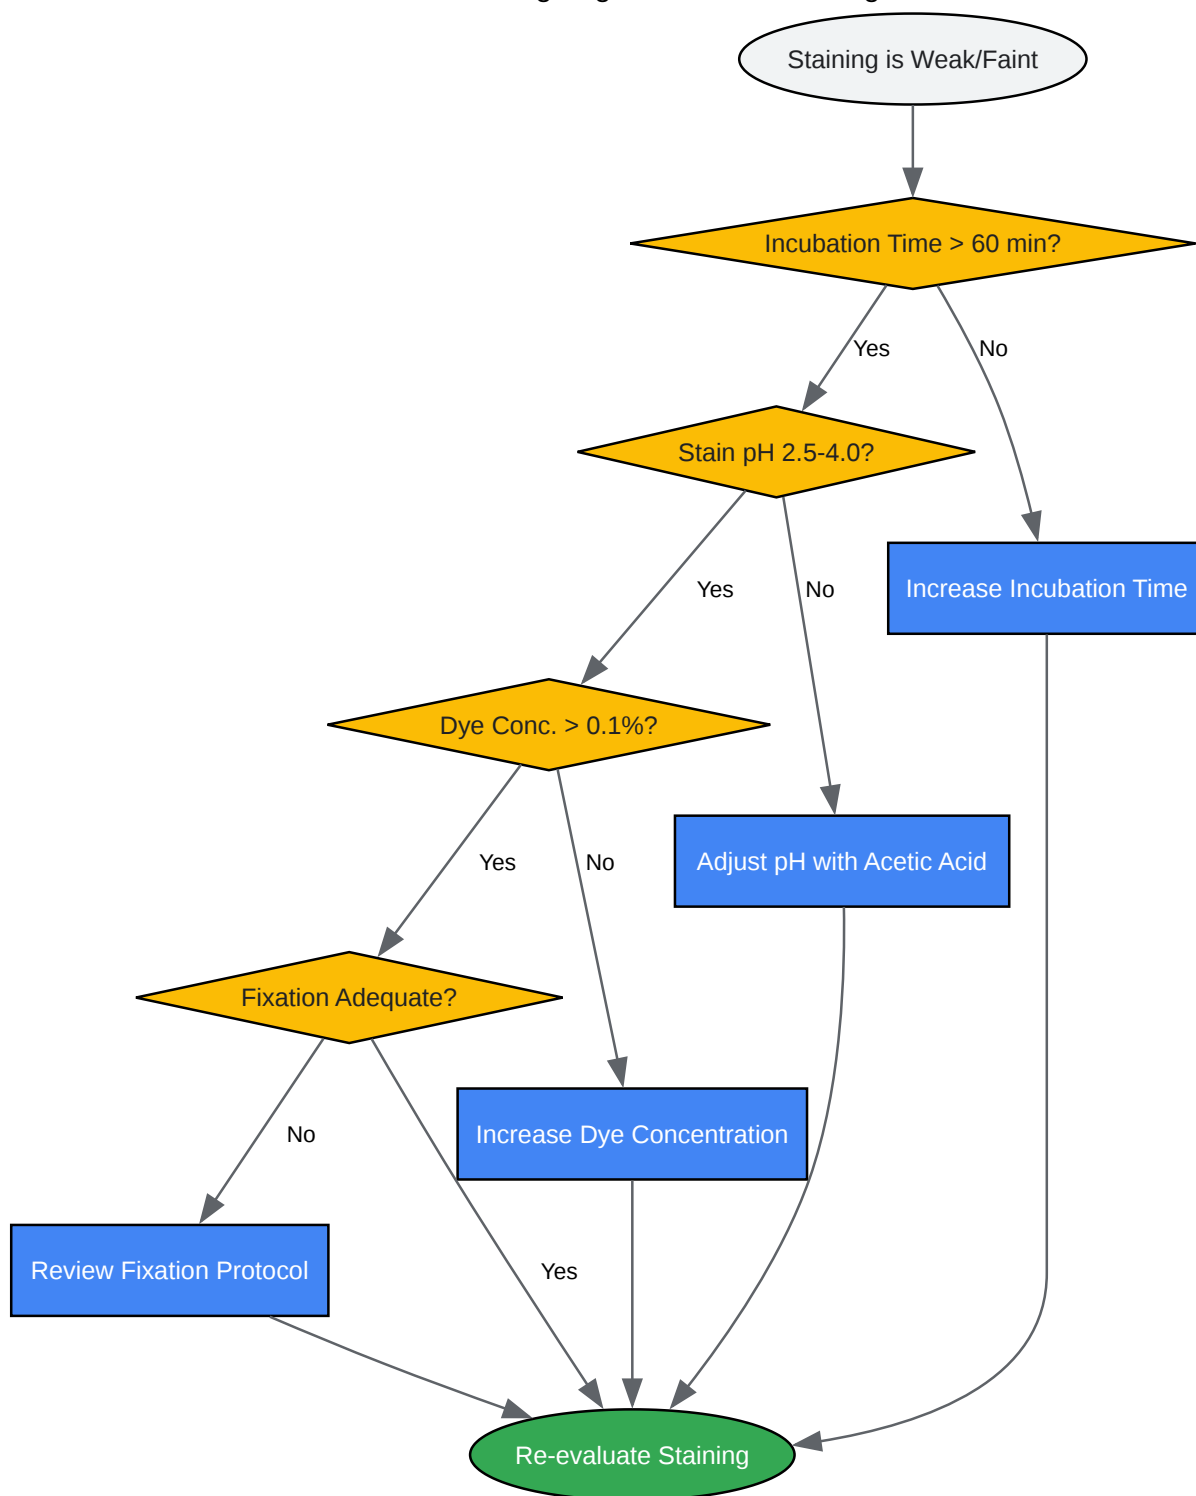 Staining is Weak/Faint
Incubation Time > 60 min?
Yes
No
Stain pH 2.5-4.0?
Yes
No
Increase Incubation Time
Dye Conc. > 0.1%?
Yes
No
Adjust pH with Acetic Acid
Fixation Adequate?
No
Yes
Increase Dye Concentration
Review Fixation Protocol
Re-evaluate Staining